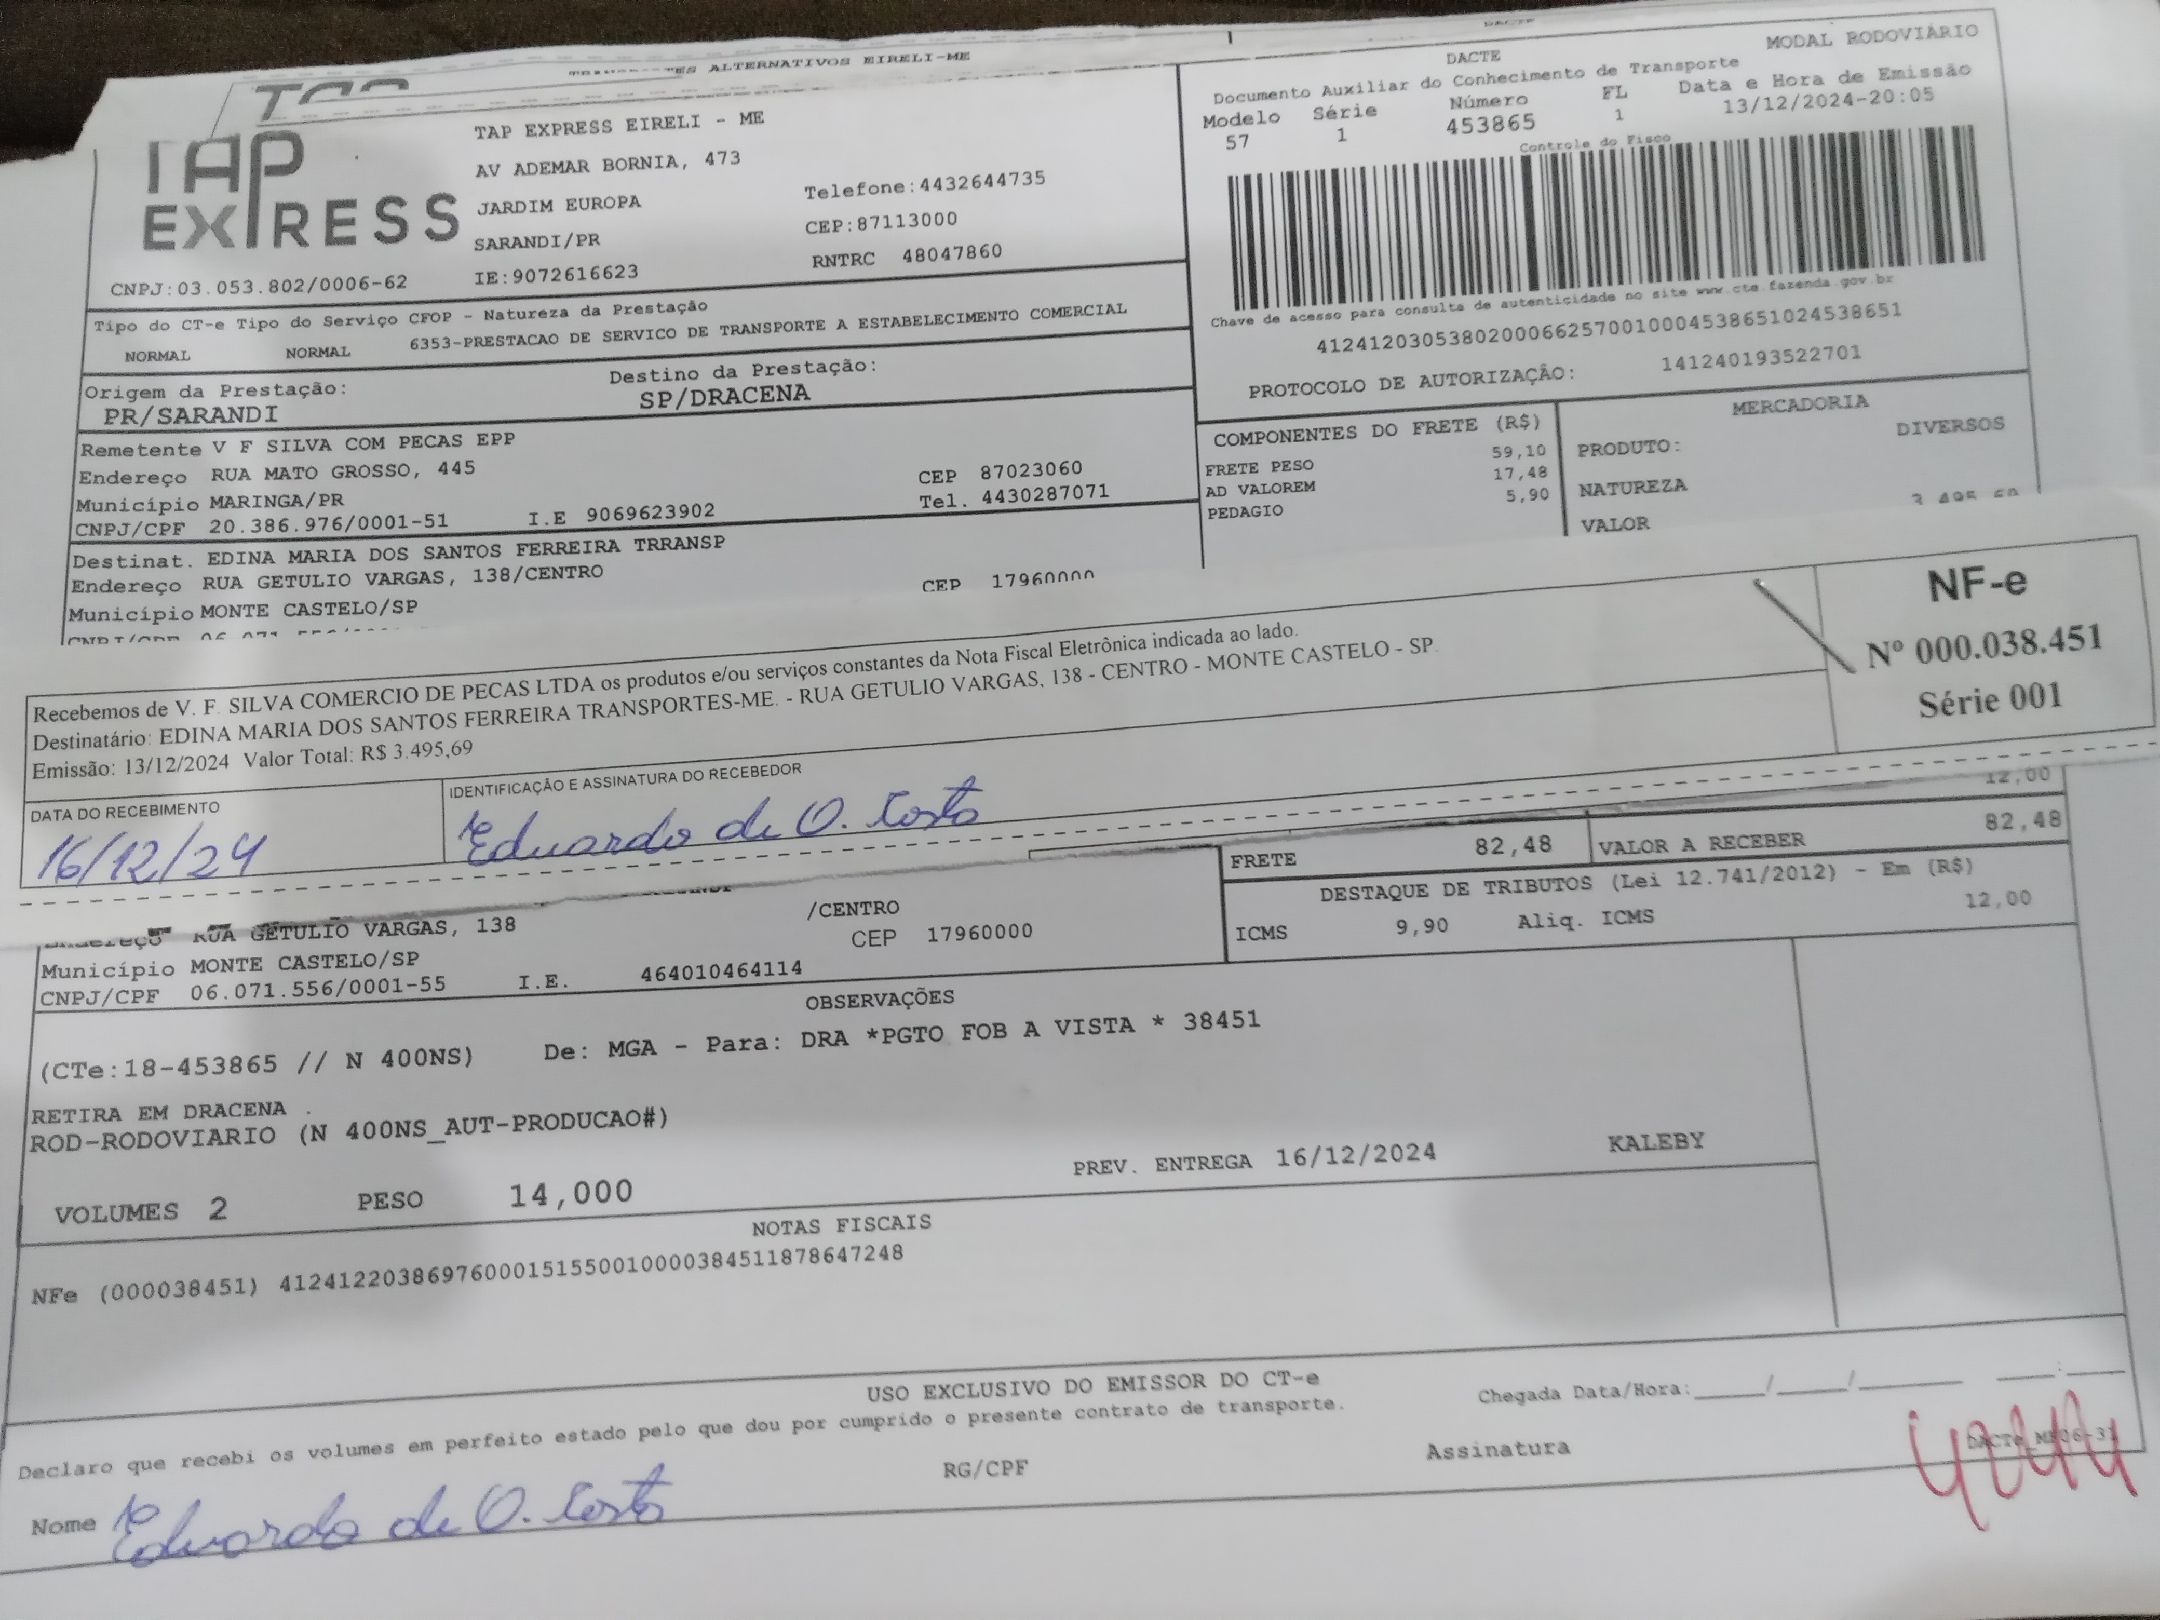 DACTE
ALTERNATIVOS EIRELI-ME
TAP
EXPRESS
CNPJ:03.053.802/0006-62
TAP EXPRESS EIRELI - ME
AV ADEMAR BORNIA, 473
JARDIM EUROPA
SARANDI/PR
IE:9072616623
Telefone:4432644735
CEP:87113000
RNTRC 48047860
DACTE
MODAL RODOVIÁRIO
Documento Auxiliar do Conhecimento de Transporte
Modelo Série Número FL Data e Hora de Emissão
57 1 453865 1 13/12/2024-20:05
Controle do Fisco
Chave de acesso para consulta de autenticidade no site www.cte.fazenda.gov.br
41241203053802000662570010004538651024538651
PROTOCOLO DE AUTORIZAÇÃO: 141240193522701
Tipo do CT-e Tipo do Serviço CFOP - Natureza da Prestação
NORMAL NORMAL 6353-PRESTACAO DE SERVICO DE TRANSPORTE A ESTABELECIMENTO COMERCIAL
Origem da Prestação: Destino da Prestação:
PR/SARANDI SP/DRACENA
Remetente V F SILVA COM PECAS EPP
Endereço RUA MATO GROSSO, 445 CEP 87023060
Município MARINGA/PR Tel. 4430287071
CNPJ/CPF 20.386.976/0001-51 I.E 9069623902
Destinat. EDINA MARIA DOS SANTOS FERREIRA TRRANSP
Endereço RUA GETULIO VARGAS, 138/CENTRO CEP 17960000
Município MONTE CASTELO/SP
COMPONENTES DO FRETE (R$)
FRETE PESO 59,10
AD VALOREM 17,48
PEDAGIO 5,90
MERCADORIA
PRODUTO: DIVERSOS
NATUREZA
VALOR
Recebemos de V. F. SILVA COMERCIO DE PECAS LTDA os produtos e/ou serviços constantes da Nota Fiscal Eletrônica indicada ao lado.
Destinatário: EDINA MARIA DOS SANTOS FERREIRA TRANSPORTES-ME. - RUA GETULIO VARGAS, 138 - CENTRO - MONTE CASTELO - SP.
Emissão: 13/12/2024 Valor Total: R$ 3.495,69
NF-e
Nº 000.038.451
Série 001
DATA DO RECEBIMENTO
16/12/24
IDENTIFICAÇÃO E ASSINATURA DO RECEBEDOR
Eduardo de O. Costa
12,00
FRETE 82,48 VALOR A RECEBER 82,48
DESTAQUE DE TRIBUTOS (Lei 12.741/2012) - Em (R$)
ICMS 9,90 Aliq. ICMS 12,00
Endereço RUA GETULIO VARGAS, 138 /CENTRO
Município MONTE CASTELO/SP CEP 17960000
CNPJ/CPF 06.071.556/0001-55 I.E. 464010464114
OBSERVAÇÕES
(CTe:18-453865 // N 400NS) De: MGA - Para: DRA *PGTO FOB A VISTA * 38451
RETIRA EM DRACENA .
ROD-RODOVIARIO (N 400NS_AUT-PRODUCAO#)
PREV. ENTREGA 16/12/2024 KALEBY
VOLUMES 2 PESO 14,000
NOTAS FISCAIS
NFe (000038451) 41241220386976000151550010000384511878647248
USO EXCLUSIVO DO EMISSOR DO CT-e
Declaro que recebi os volumes em perfeito estado pelo que dou por cumprido o presente contrato de transporte.
Chegada Data/Hora:_____/_____/_______ ____:____
Nome Eduardo de O. Costa RG/CPF Assinatura